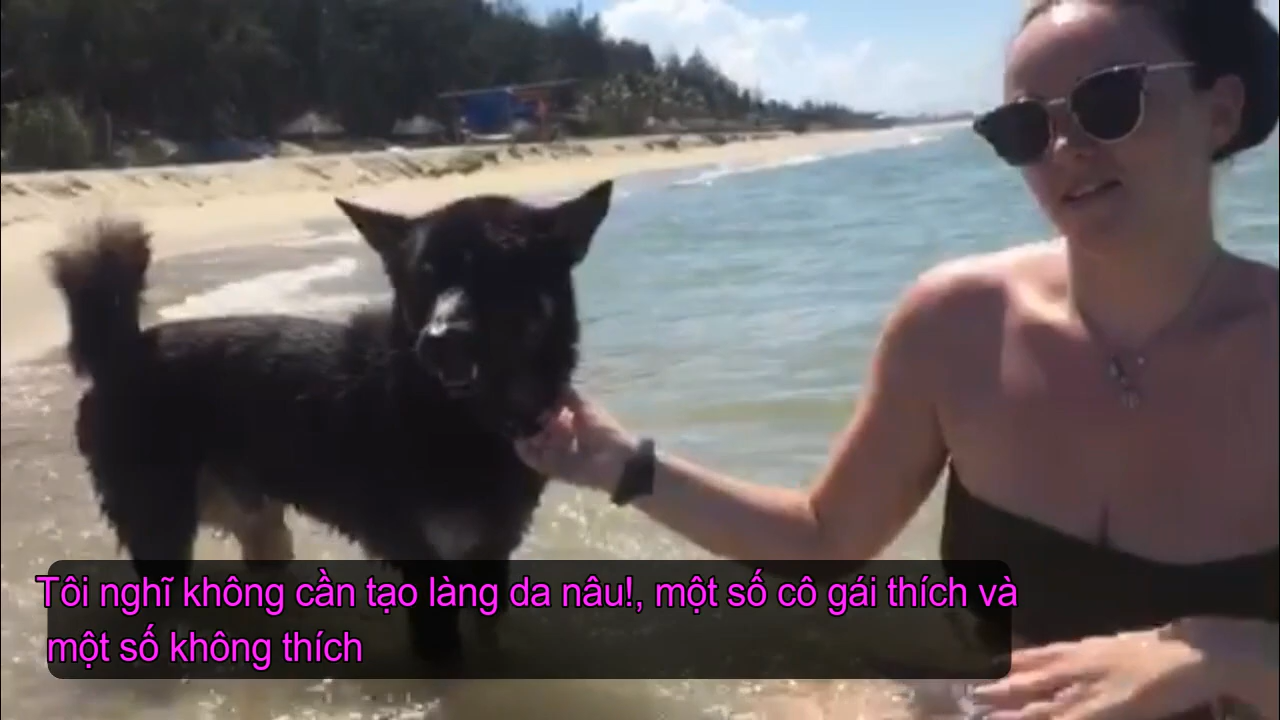 Tôi nghĩ không cần tạo làng da nâu!, một số cô gái thích và
một số không thích